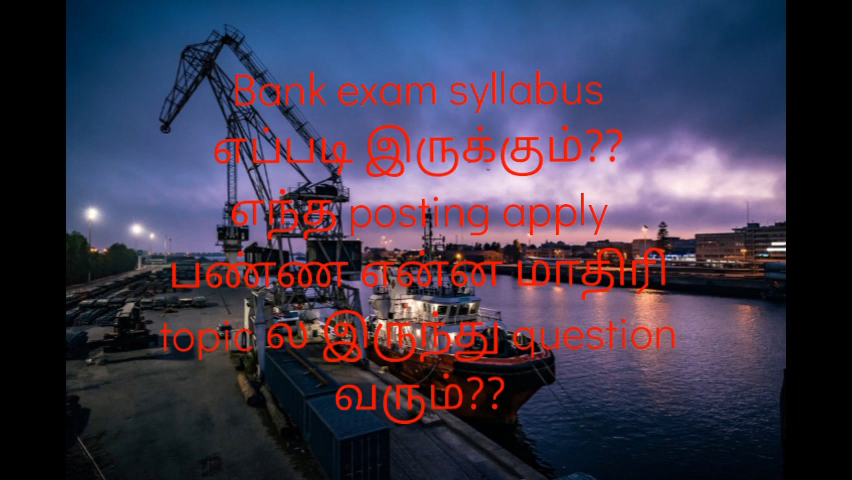 Bank exam syllabus
எப்படி இருக்கும்??
எந்த posting apply
பண்ண என்ன மாதிரி
topic ல இருந்து question
வரும்??